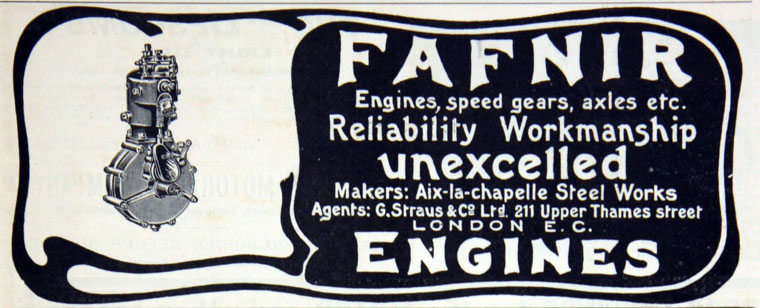 FAFNIR
Engines, speed gears, axles etc.
Reliability Workmanship
unexcelled
Makers: Aix-la-chapelle Steel Works
Agents: G. Straus & Co Ltd. 211 Upper Thames street
LONDON E.C.
ENGINES